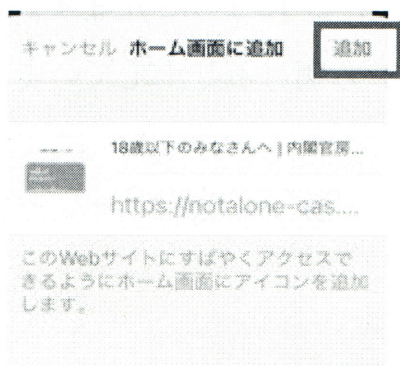 キャンセル ホーム画面に追加 追加
18歳以下のみなさんへ | 内閣官房...
https://notalone-cas....
このWebサイトにすばやくアクセスで
きるようにホーム画面にアイコンを追加
します。